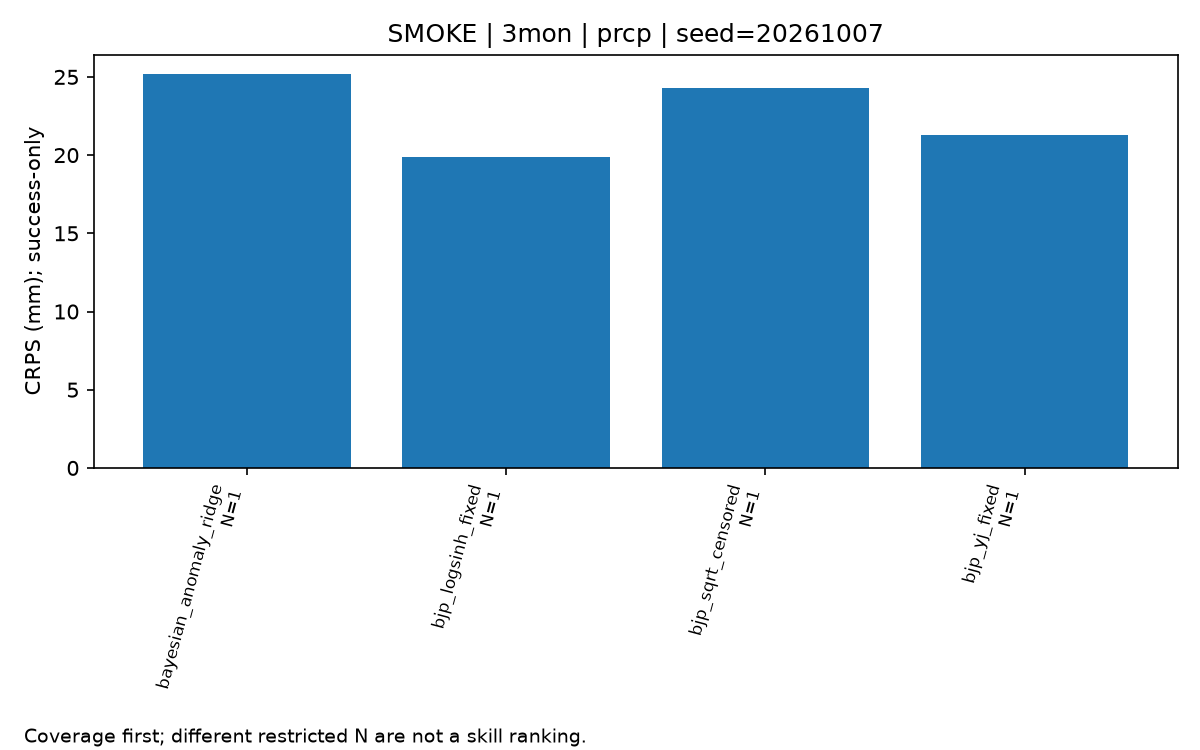 SMOKE | 3mon | prcp | seed=20261007
CRPS (mm); success-only
25
20
15
10
5
0
bayesian_anomaly_ridge
N=1
bjp_logsinh_fixed
N=1
bjp_sqrt_censored
N=1
bjp_yj_fixed
N=1
Coverage first; different restricted N are not a skill ranking.